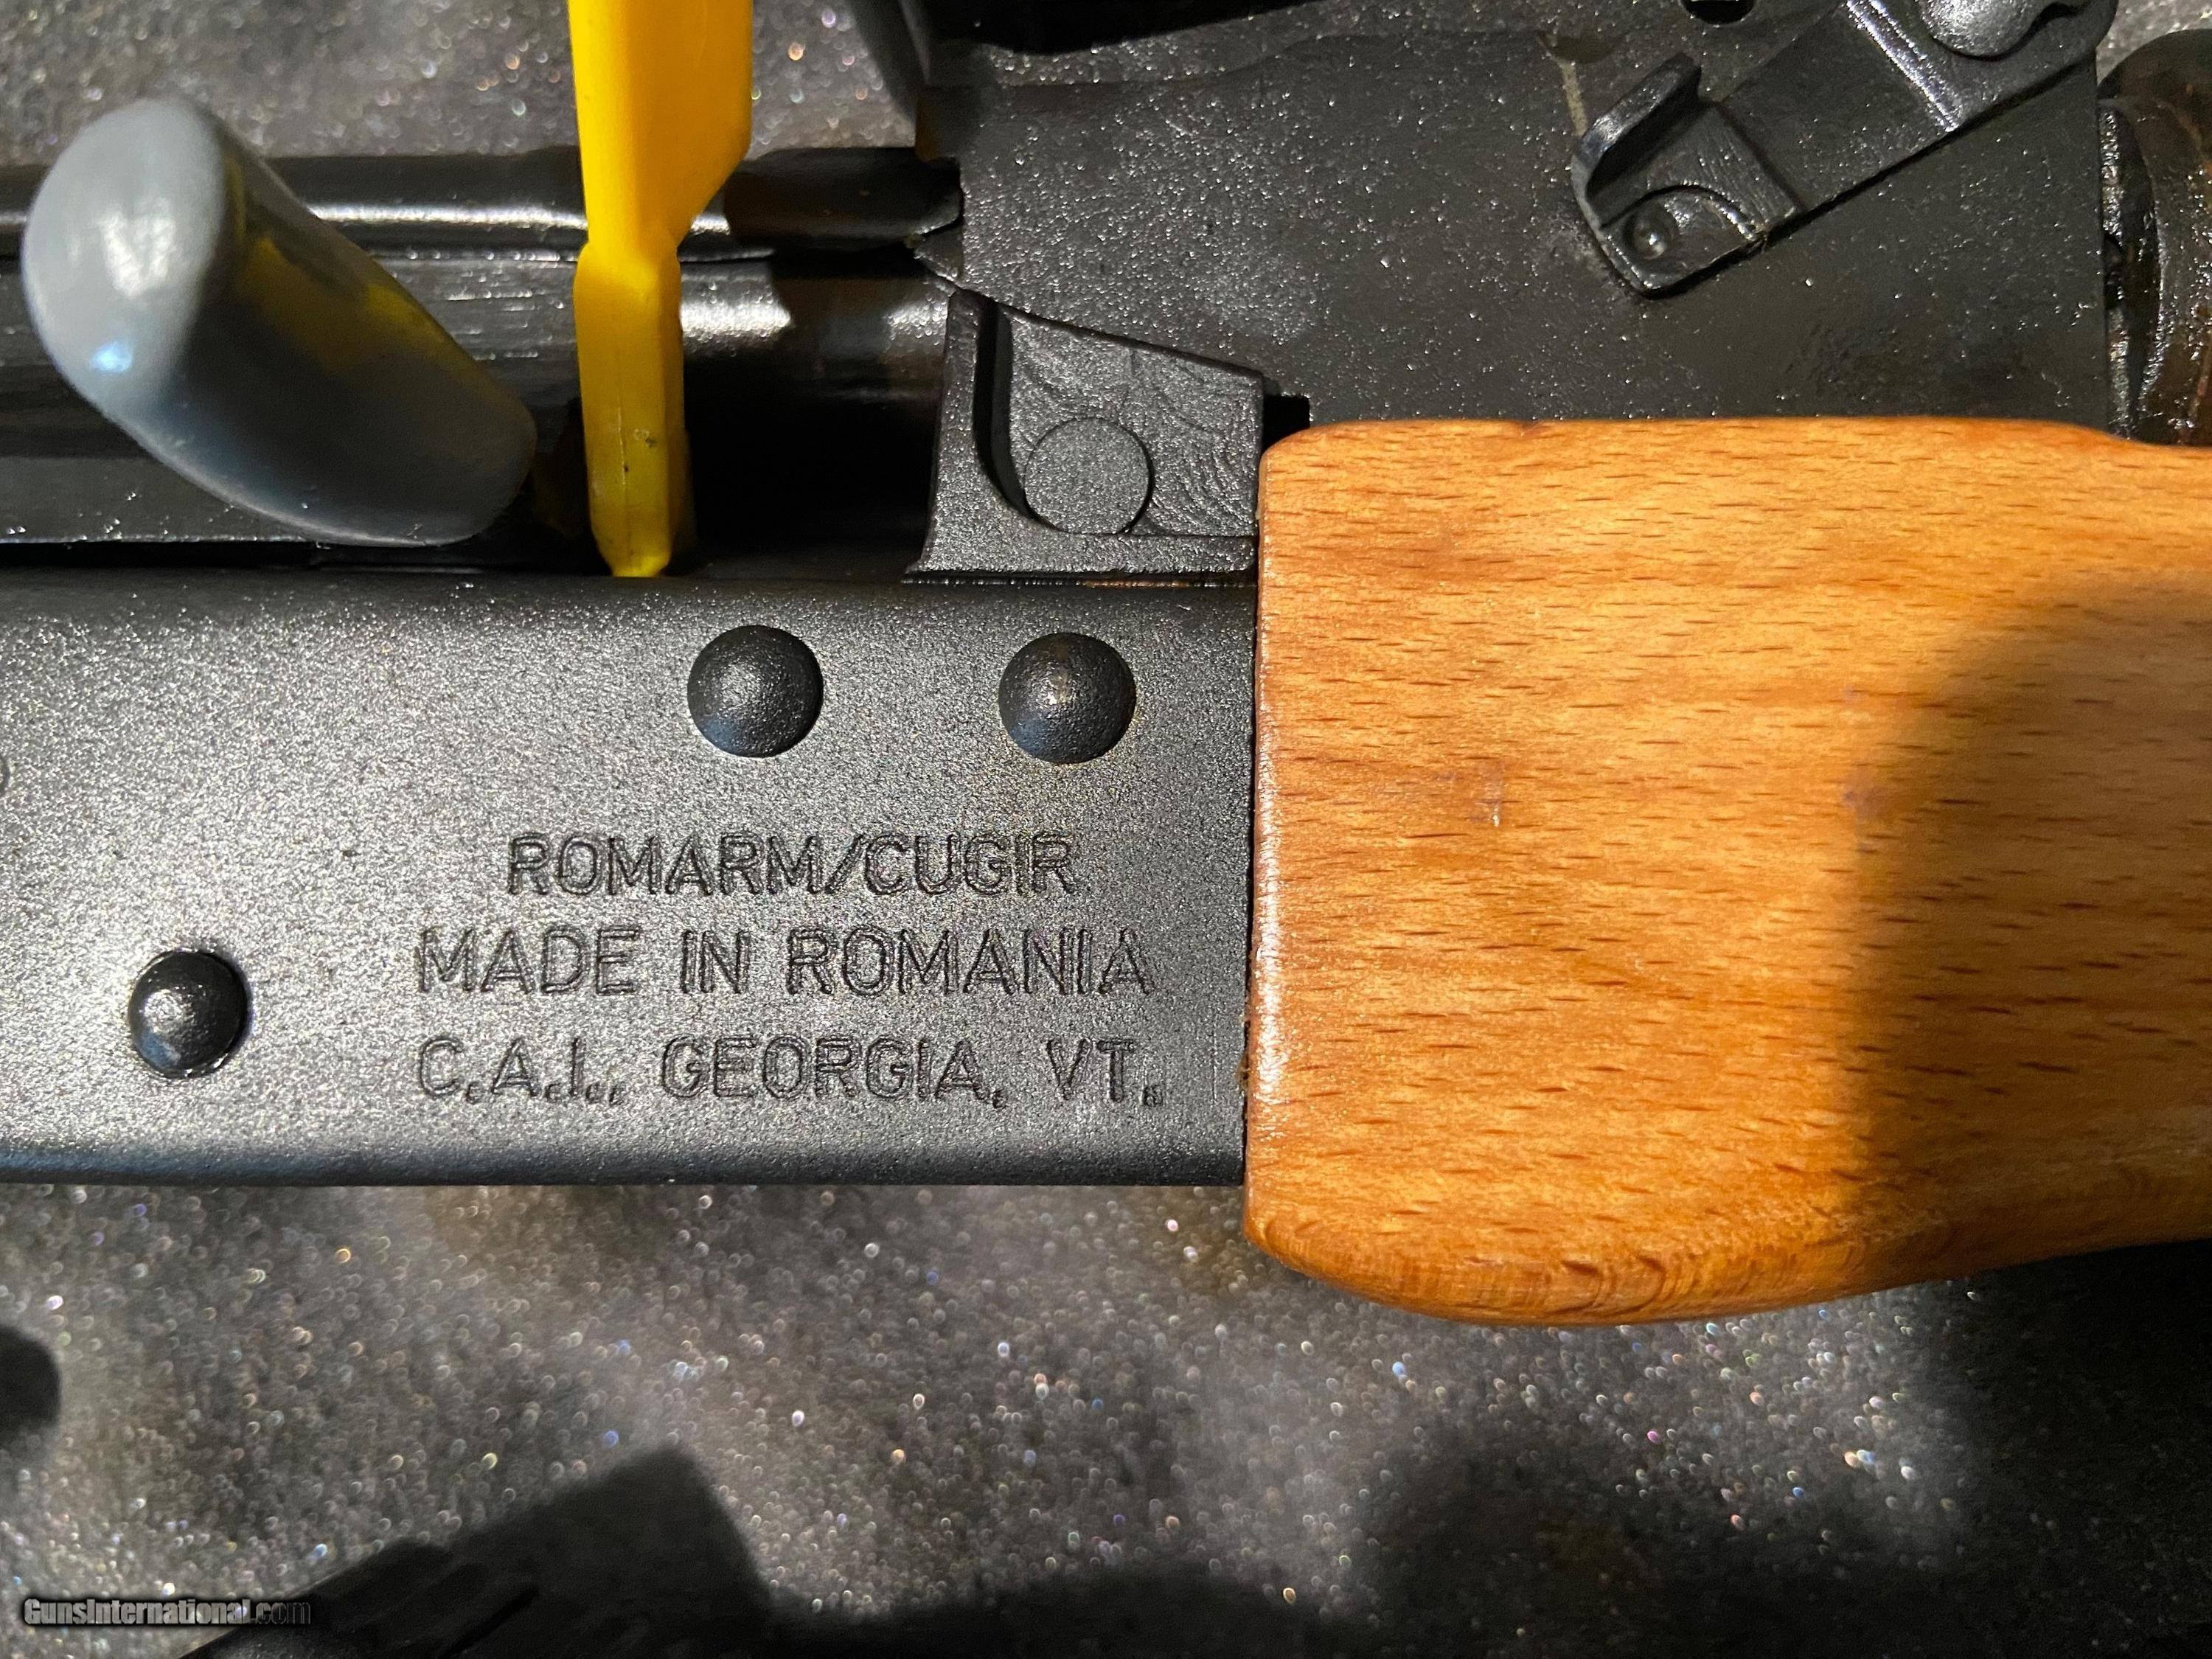 ROMARM/CUGIR
MADE IN ROMANIA
C.A.I., GEORGIA, VT.
GunsInternational.com